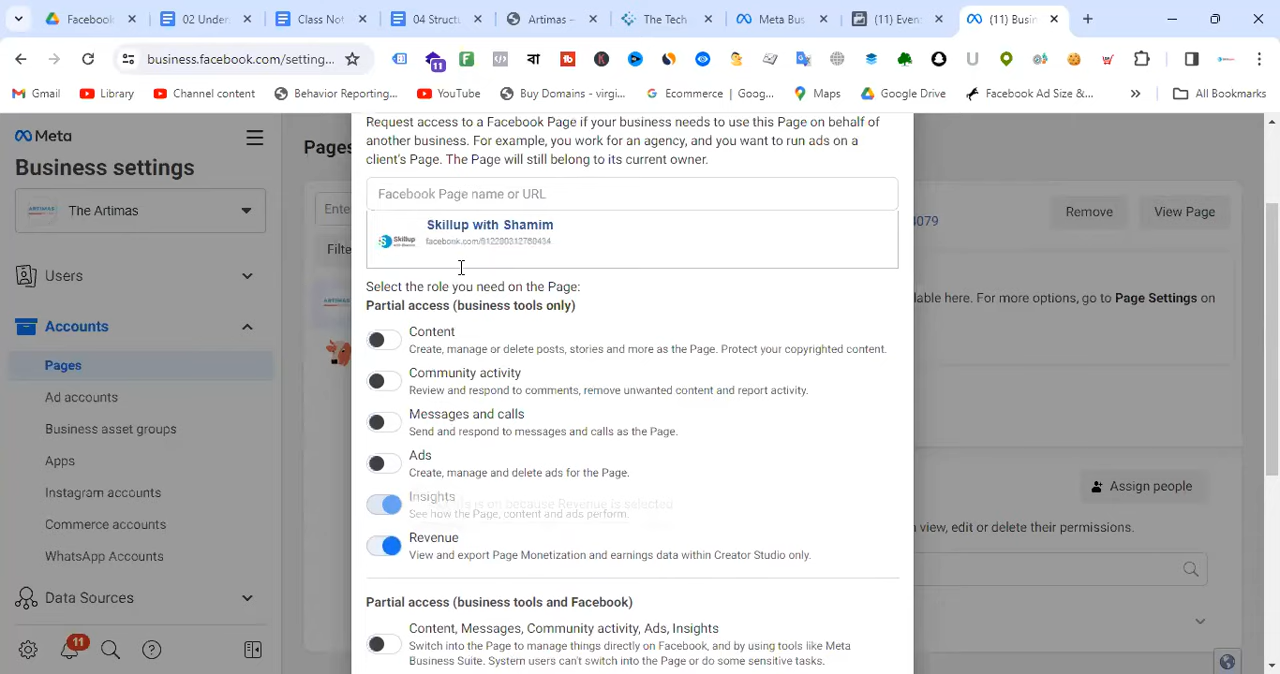 Facebook
02 Under
Class Not
04 Struct
Artimas –
The Tech
Meta Bus
(11) Even
(11) Busin
business.facebook.com/setting...
11
Gmail
Library
Channel content
Behavior Reporting...
YouTube
Buy Domains - virgi...
Ecommerce | Goog...
Maps
Google Drive
Facebook Ad Size &...
All Bookmarks
Meta
Business settings
The Artimas
Users
Accounts
Pages
Ad accounts
Business asset groups
Apps
Instagram accounts
Commerce accounts
WhatsApp Accounts
Data Sources
11
Pages
Ente
Filte
Request access to a Facebook Page if your business needs to use this Page on behalf of
another business. For example, you work for an agency, and you want to run ads on a
client's Page. The Page will still belong to its current owner.
Facebook Page name or URL
Skillup
Skillup with Shamim
Select the role you need on the Page:
Partial access (business tools only)
Content
Create, manage or delete posts, stories and more as the Page. Protect your copyrighted content.
Community activity
Review and respond to comments, remove unwanted content and report activity.
Messages and calls
Send and respond to messages and calls as the Page.
Ads
Create, manage and delete ads for the Page.
Insights
is on because Revenue is selected
See how the Page, content and ads perform.
Revenue
View and export Page Monetization and earnings data within Creator Studio only.
Partial access (business tools and Facebook)
Content, Messages, Community activity, Ads, Insights
Switch into the Page to manage things directly on Facebook, and by using tools like Meta
Business Suite. System users can't switch into the Page or do some sensitive tasks.
4079
Remove
View Page
lable here. For more options, go to Page Settings on
Assign people
view, edit or delete their permissions.